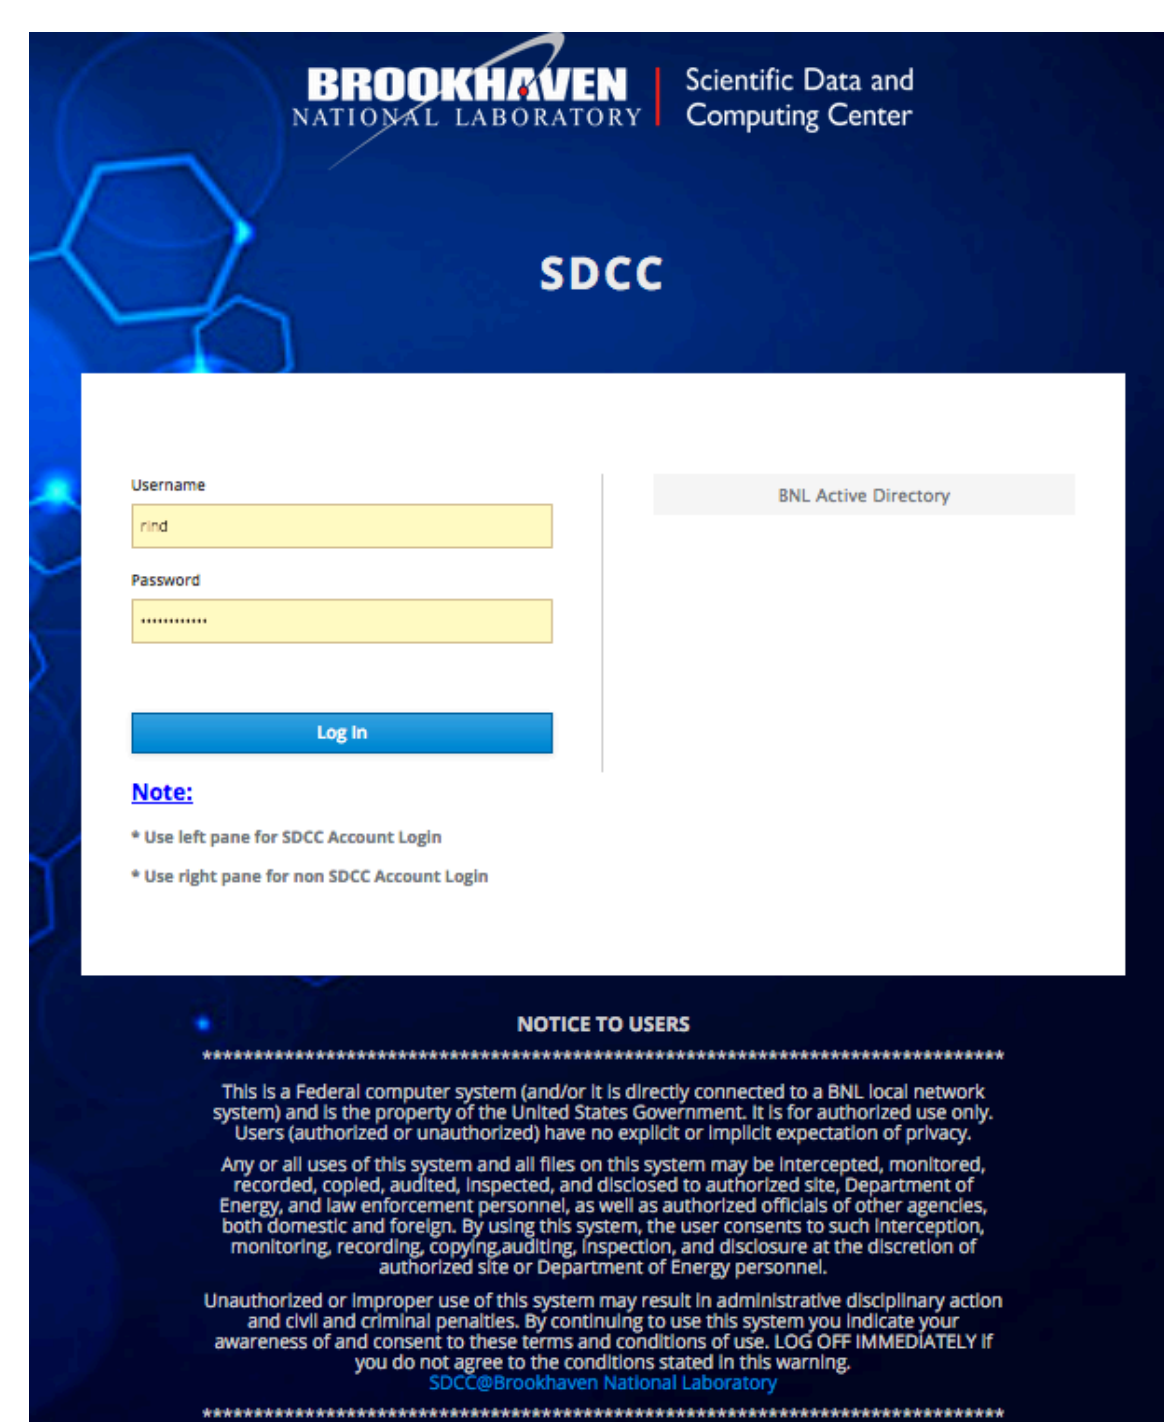 BROOKHAVEN
NATIONAL LABORATORY
Scientific Data and
Computing Center
SDCC
Username
rind
Password
••••••••••••
Log In
Note:
* Use left pane for SDCC Account Login
* Use right pane for non SDCC Account Login
BNL Active Directory
NOTICE TO USERS
******************************************************************************
This is a Federal computer system (and/or it is directly connected to a BNL local network
system) and is the property of the United States Government. It is for authorized use only.
Users (authorized or unauthorized) have no explicit or implicit expectation of privacy.
Any or all uses of this system and all files on this system may be intercepted, monitored,
recorded, copied, audited, inspected, and disclosed to authorized site, Department of
Energy, and law enforcement personnel, as well as authorized officials of other agencies,
both domestic and foreign. By using this system, the user consents to such interception,
monitoring, recording, copying,auditing, inspection, and disclosure at the discretion of
authorized site or Department of Energy personnel.
Unauthorized or improper use of this system may result in administrative disciplinary action
and civil and criminal penalties. By continuing to use this system you indicate your
awareness of and consent to these terms and conditions of use. LOG OFF IMMEDIATELY if
you do not agree to the conditions stated in this warning.
SDCC@Brookhaven National Laboratory
******************************************************************************